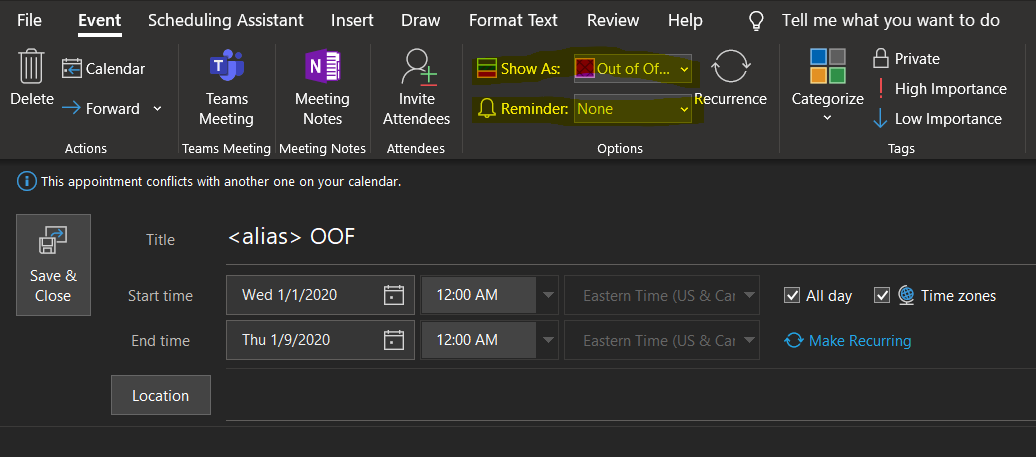 File Event Scheduling Assistant Insert Draw Format Text Review Help Tell me what you want to do
Delete
Calendar
Forward
Actions
Teams
Meeting
Teams Meeting
Meeting
Notes
Meeting Notes
Invite
Attendees
Attendees
Show As: Out of Of...
Reminder: None
Recurrence
Options
Categorize
Private
High Importance
Low Importance
Tags
This appointment conflicts with another one on your calendar.
Save &
Close
Title <alias> OOF
Start time Wed 1/1/2020 12:00 AM Eastern Time (US & Car All day Time zones
End time Thu 1/9/2020 12:00 AM Eastern Time (US & Car Make Recurring
Location